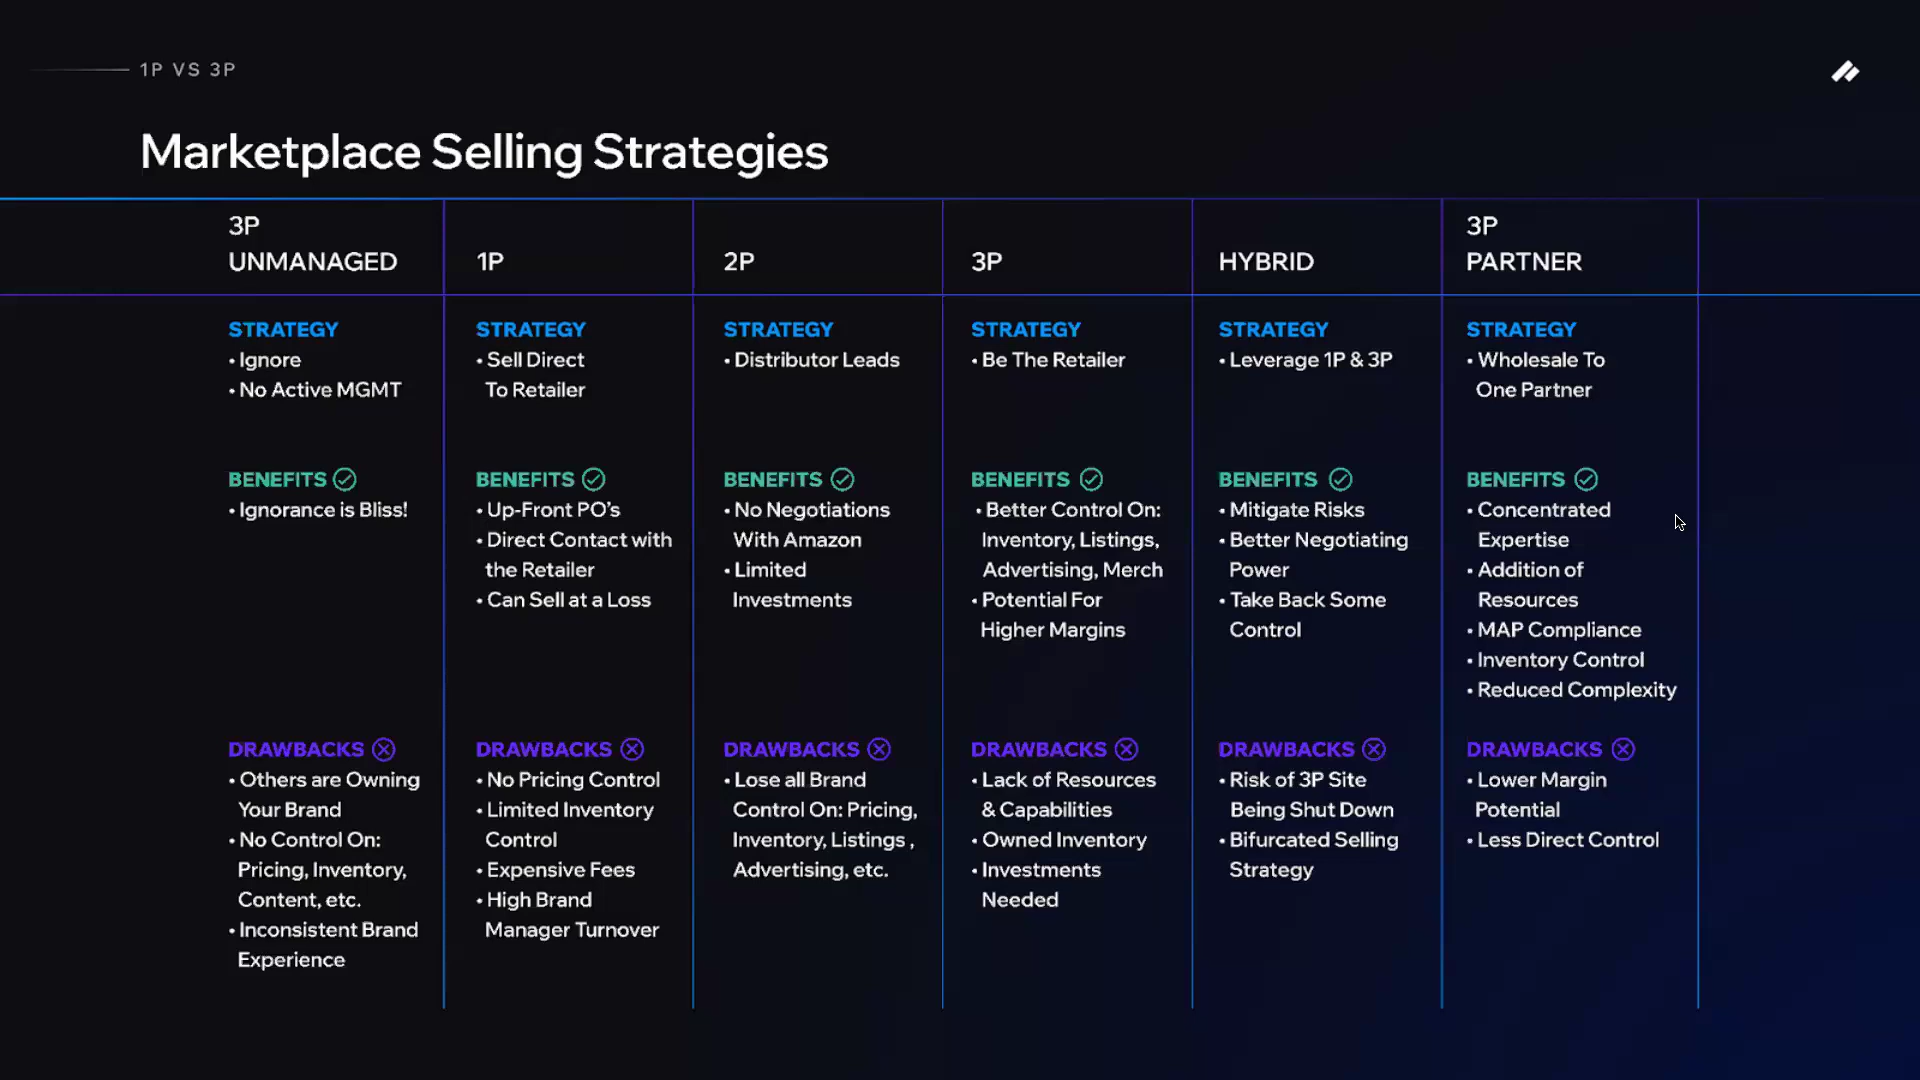 1P VS 3P
Marketplace Selling Strategies
3P
UNMANAGED
1P
2P
3P
HYBRID
3P
PARTNER
STRATEGY
• Ignore
• No Active MGMT
BENEFITS
• Ignorance is Bliss!
DRAWBACKS
• Others are Owning
Your Brand
• No Control On:
Pricing, Inventory,
Content, etc.
• Inconsistent Brand
Experience
STRATEGY
• Sell Direct
To Retailer
BENEFITS
• Up-Front PO's
• Direct Contact with
the Retailer
• Can Sell at a Loss
DRAWBACKS
• No Pricing Control
• Limited Inventory
Control
• Expensive Fees
• High Brand
Manager Turnover
STRATEGY
• Distributor Leads
BENEFITS
• No Negotiations
With Amazon
• Limited
Investments
DRAWBACKS
• Lose all Brand
Control On: Pricing,
Inventory, Listings ,
Advertising, etc.
STRATEGY
• Be The Retailer
BENEFITS
• Better Control On:
Inventory, Listings,
Advertising, Merch
• Potential For
Higher Margins
DRAWBACKS
• Lack of Resources
& Capabilities
• Owned Inventory
• Investments
Needed
STRATEGY
• Leverage 1P & 3P
BENEFITS
• Mitigate Risks
• Better Negotiating
Power
• Take Back Some
Control
DRAWBACKS
• Risk of 3P Site
Being Shut Down
• Bifurcated Selling
Strategy
STRATEGY
• Wholesale To
One Partner
BENEFITS
• Concentrated
Expertise
• Addition of
Resources
• MAP Compliance
• Inventory Control
• Reduced Complexity
DRAWBACKS
• Lower Margin
Potential
• Less Direct Control